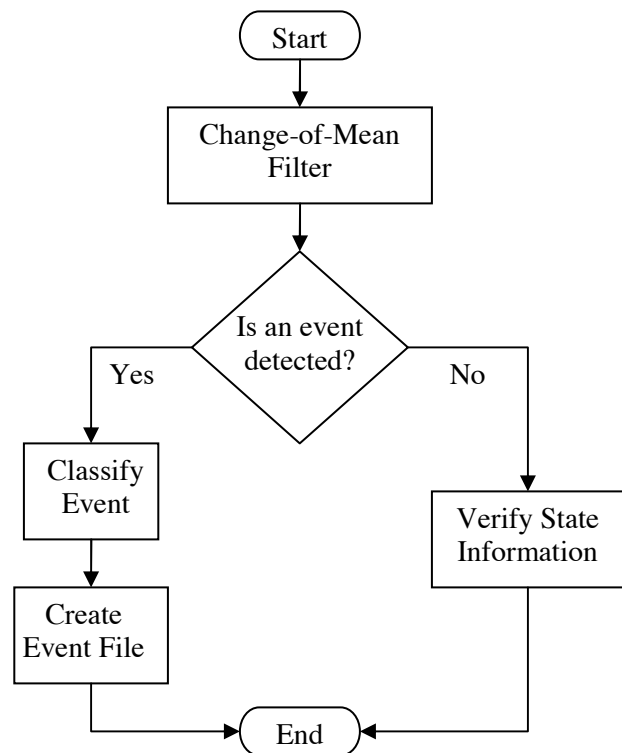 Start
Change-of-Mean
Filter
Is an event
detected?
Yes
No
Classify
Event
Verify State
Information
Create
Event File
End